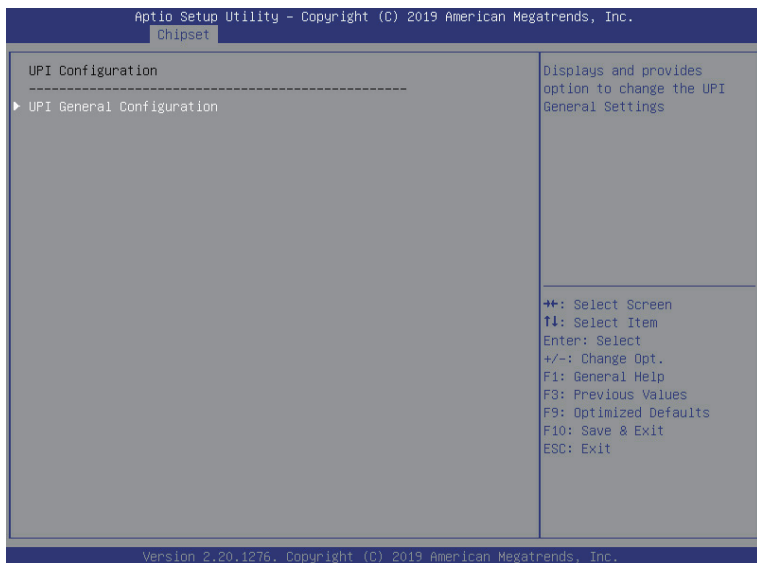 Aptio Setup Utility – Copyright (C) 2019 American Megatrends, Inc.
Chipset
UPI Configuration
------------------------------------------------
UPI General Configuration
Displays and provides
option to change the UPI
General Settings
→←: Select Screen
↑↓: Select Item
Enter: Select
+/-: Change Opt.
F1: General Help
F3: Previous Values
F9: Optimized Defaults
F10: Save & Exit
ESC: Exit
Version 2.20.1276. Copyright (C) 2019 American Megatrends, Inc.